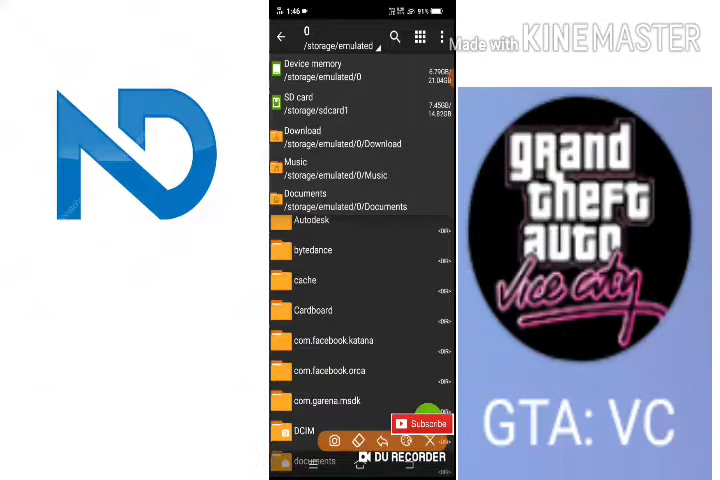 ND
1:46
91%
0
/storage/emulated
Device memory
/storage/emulated/0
6.79GB/
21.04GB
SD card
/storage/sdcard1
7.45GB/
14.82GB
Download
/storage/emulated/0/Download
Music
/storage/emulated/0/Music
Documents
/storage/emulated/0/Documents
Autodesk
<DIR>
bytedance
<DIR>
cache
<DIR>
Cardboard
<DIR>
com.facebook.katana
<DIR>
com.facebook.orca
<DIR>
com.garena.msdk
<DIR>
DCIM
documents
<DIR>
Subscribe
DU RECORDER
Made with KINEMASTER
grand
theft
auto
vice city
GTA: VC